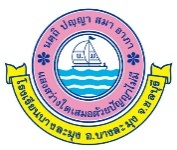 นตฺถิ ปญฺญา สมา อาภา
แสงสว่างใดเสมอด้วยปัญญาไม่มี
โรงเรียนบางละมุง อ.บางละมุง จ.ชลบุรี